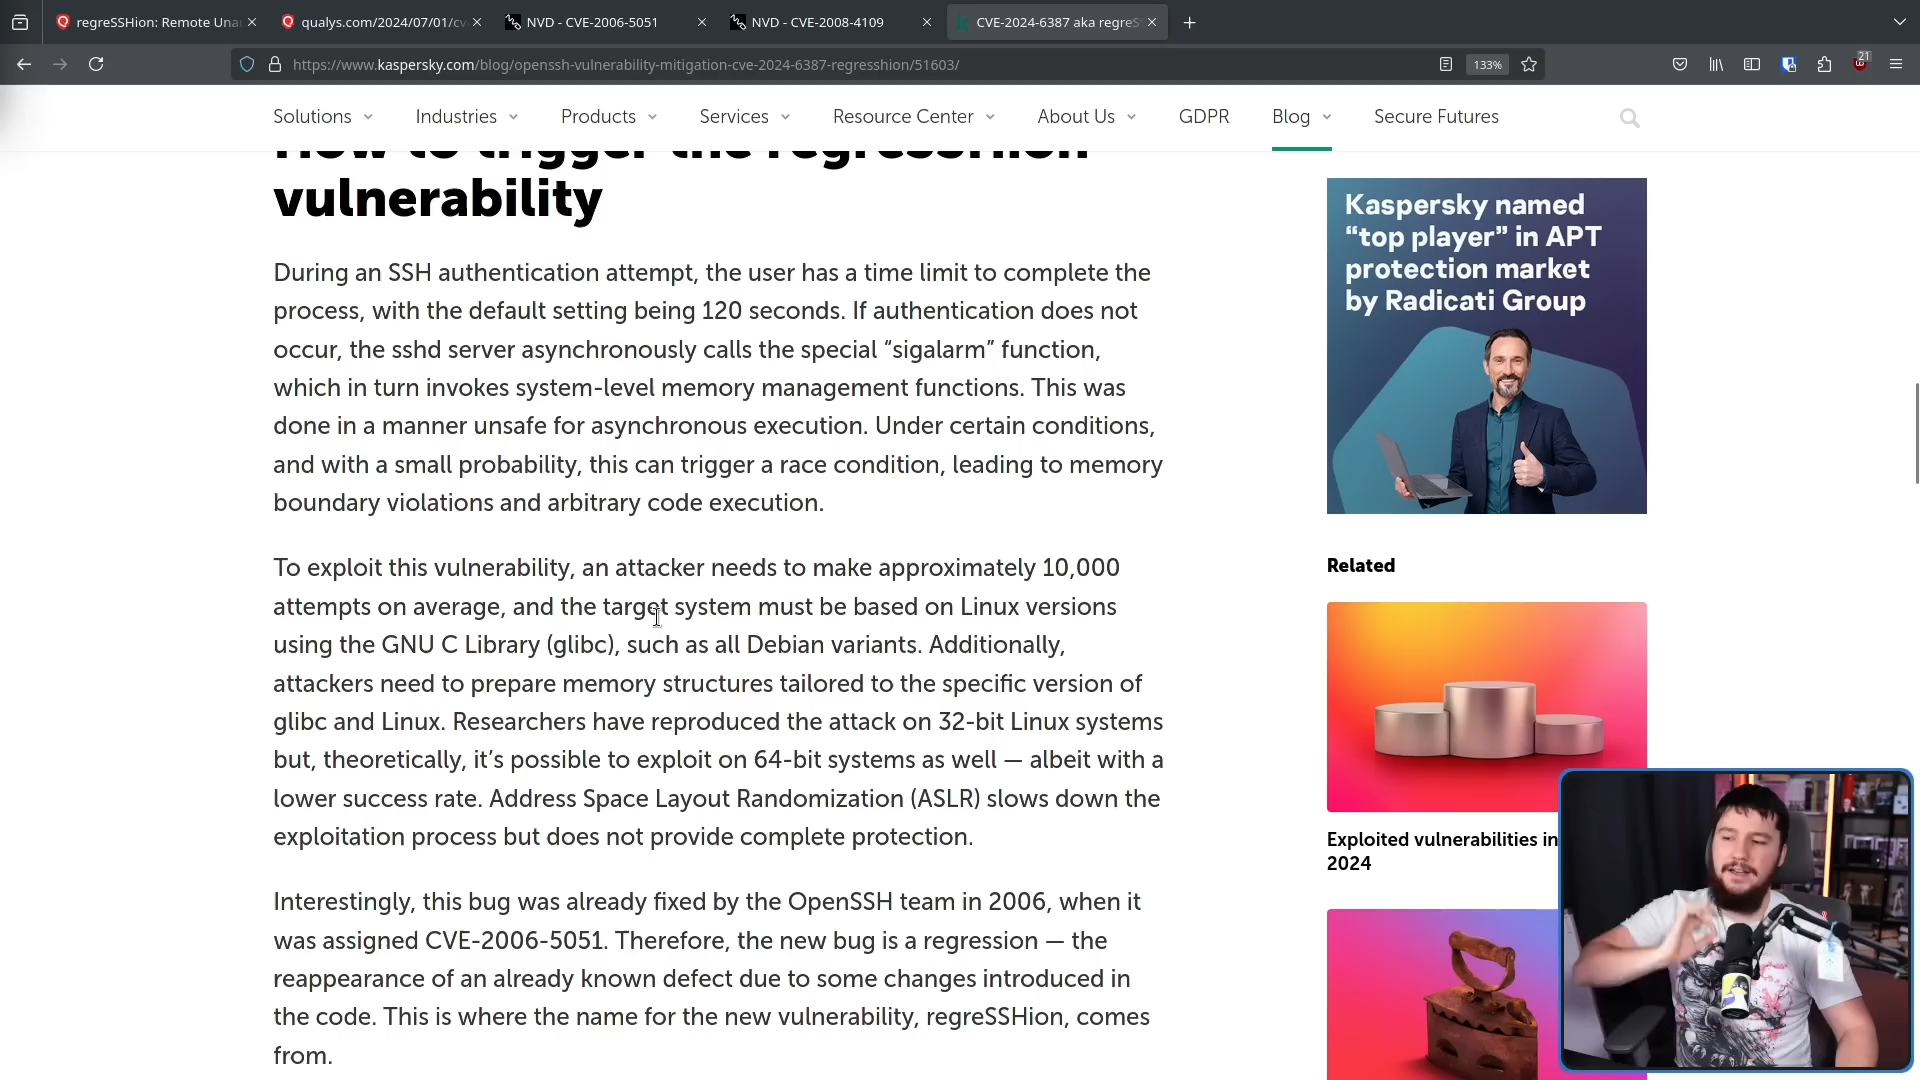 regreSSHion: Remote Una
qualys.com/2024/07/01/cv
NVD - CVE-2006-5051
NVD - CVE-2008-4109
CVE-2024-6387 aka regreS
https://www.kaspersky.com/blog/openssh-vulnerability-mitigation-cve-2024-6387-regresshion/51603/
133%
21
Solutions
Industries
Products
Services
Resource Center
About Us
GDPR
Blog
Secure Futures
How to trigger the regreSSHion
vulnerability
During an SSH authentication attempt, the user has a time limit to complete the
process, with the default setting being 120 seconds. If authentication does not
occur, the sshd server asynchronously calls the special “sigalarm” function,
which in turn invokes system-level memory management functions. This was
done in a manner unsafe for asynchronous execution. Under certain conditions,
and with a small probability, this can trigger a race condition, leading to memory
boundary violations and arbitrary code execution.
To exploit this vulnerability, an attacker needs to make approximately 10,000
attempts on average, and the target system must be based on Linux versions
using the GNU C Library (glibc), such as all Debian variants. Additionally,
attackers need to prepare memory structures tailored to the specific version of
glibc and Linux. Researchers have reproduced the attack on 32-bit Linux systems
but, theoretically, it’s possible to exploit on 64-bit systems as well — albeit with a
lower success rate. Address Space Layout Randomization (ASLR) slows down the
exploitation process but does not provide complete protection.
Interestingly, this bug was already fixed by the OpenSSH team in 2006, when it
was assigned CVE-2006-5051. Therefore, the new bug is a regression — the
reappearance of an already known defect due to some changes introduced in
the code. This is where the name for the new vulnerability, regreSSHion, comes
from.
Kaspersky named
“top player” in APT
protection market
by Radicati Group
Related
Exploited vulnerabilities in
2024